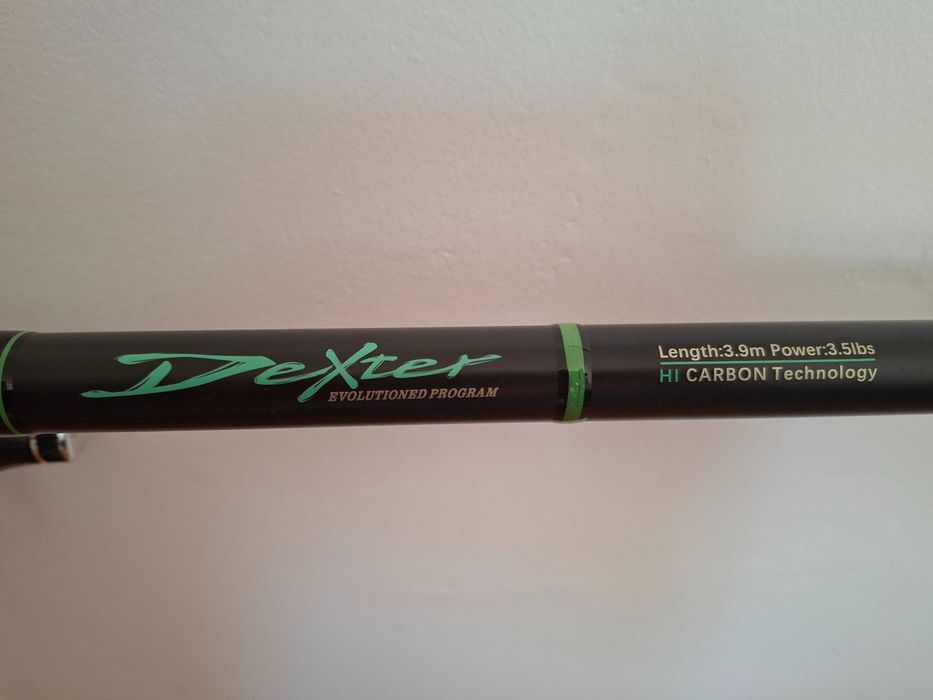 Dexter
EVOLUTIONED PROGRAM
Length:3.9m Power:3.5lbs
HI CARBON Technology